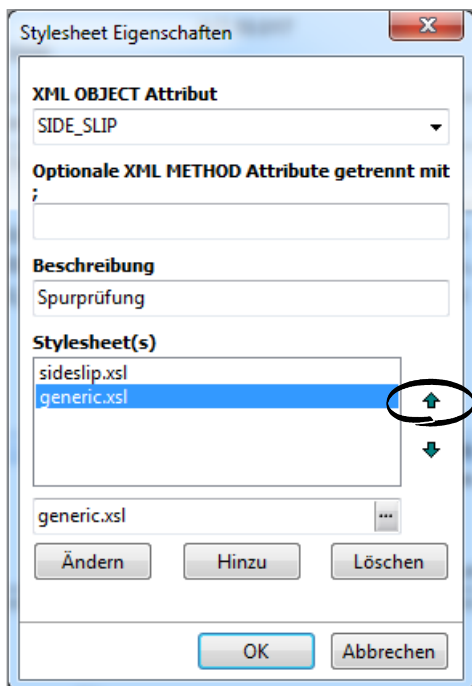 Stylesheet Eigenschaften
XML OBJECT Attribut
SIDE_SLIP
Optionale XML METHOD Attribute getrennt mit
;
Beschreibung
Spurprüfung
Stylesheet(s)
sideslip.xsl
generic.xsl
generic.xsl ...
Ändern Hinzu Löschen
OK Abbrechen